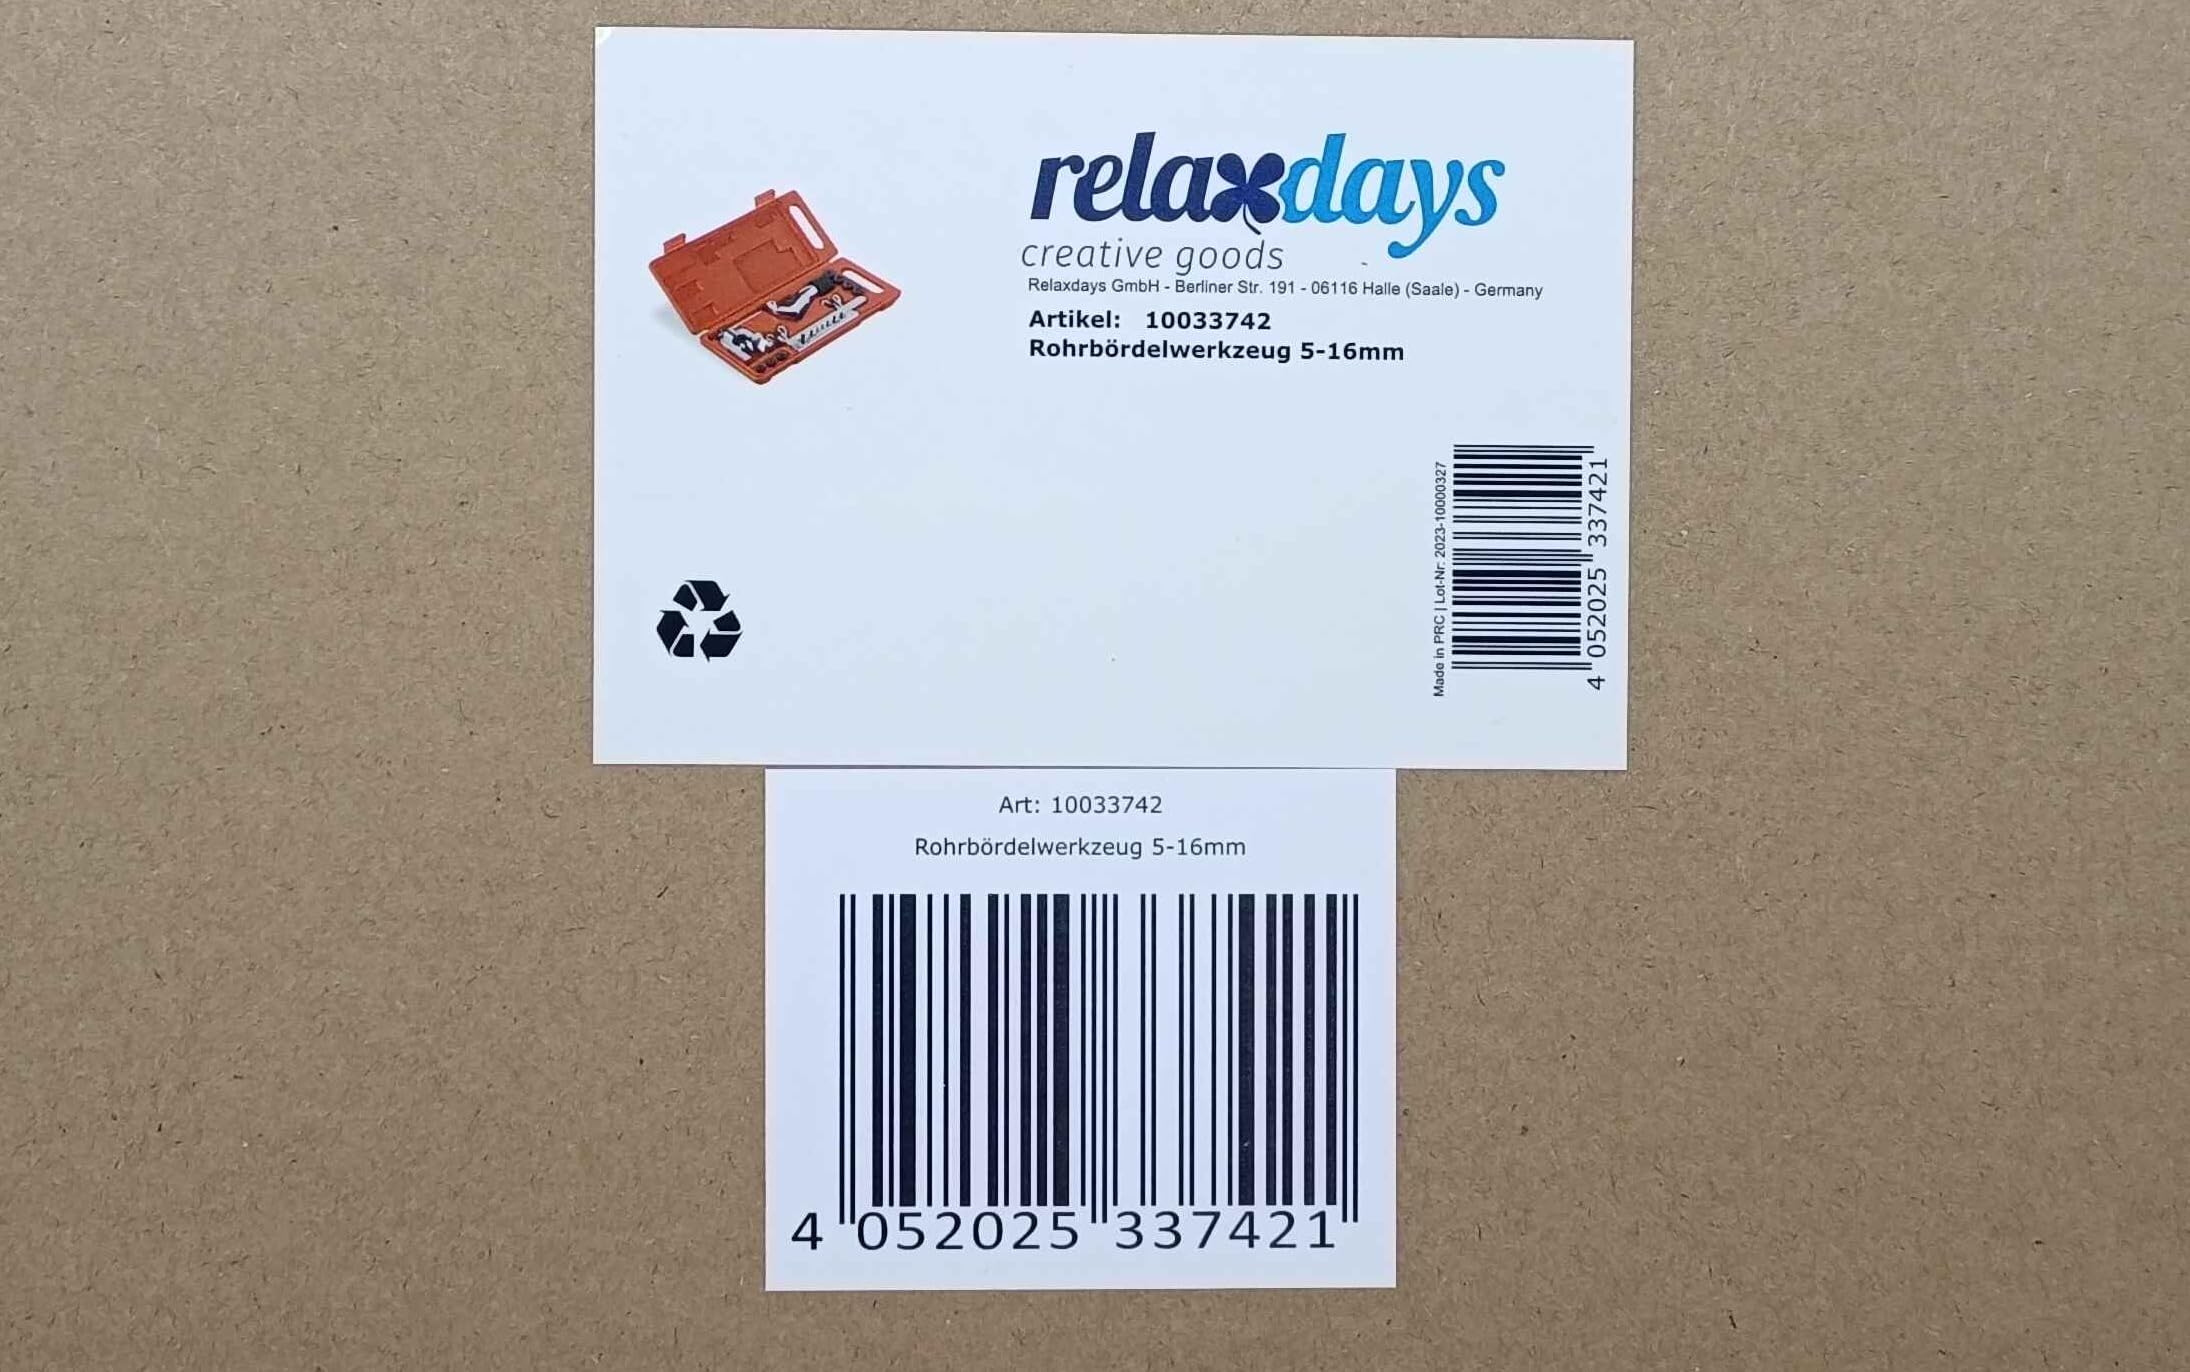 relaxdays
creative goods
Relaxdays GmbH - Berliner Str. 191 - 06116 Halle (Saale) - Germany
Artikel: 10033742
Rohrbördelwerkzeug 5-16mm
Made in PRC | Lot-Nr. 2023-10000327
4 052025 337421
Art: 10033742
Rohrbördelwerkzeug 5-16mm
4 052025 337421